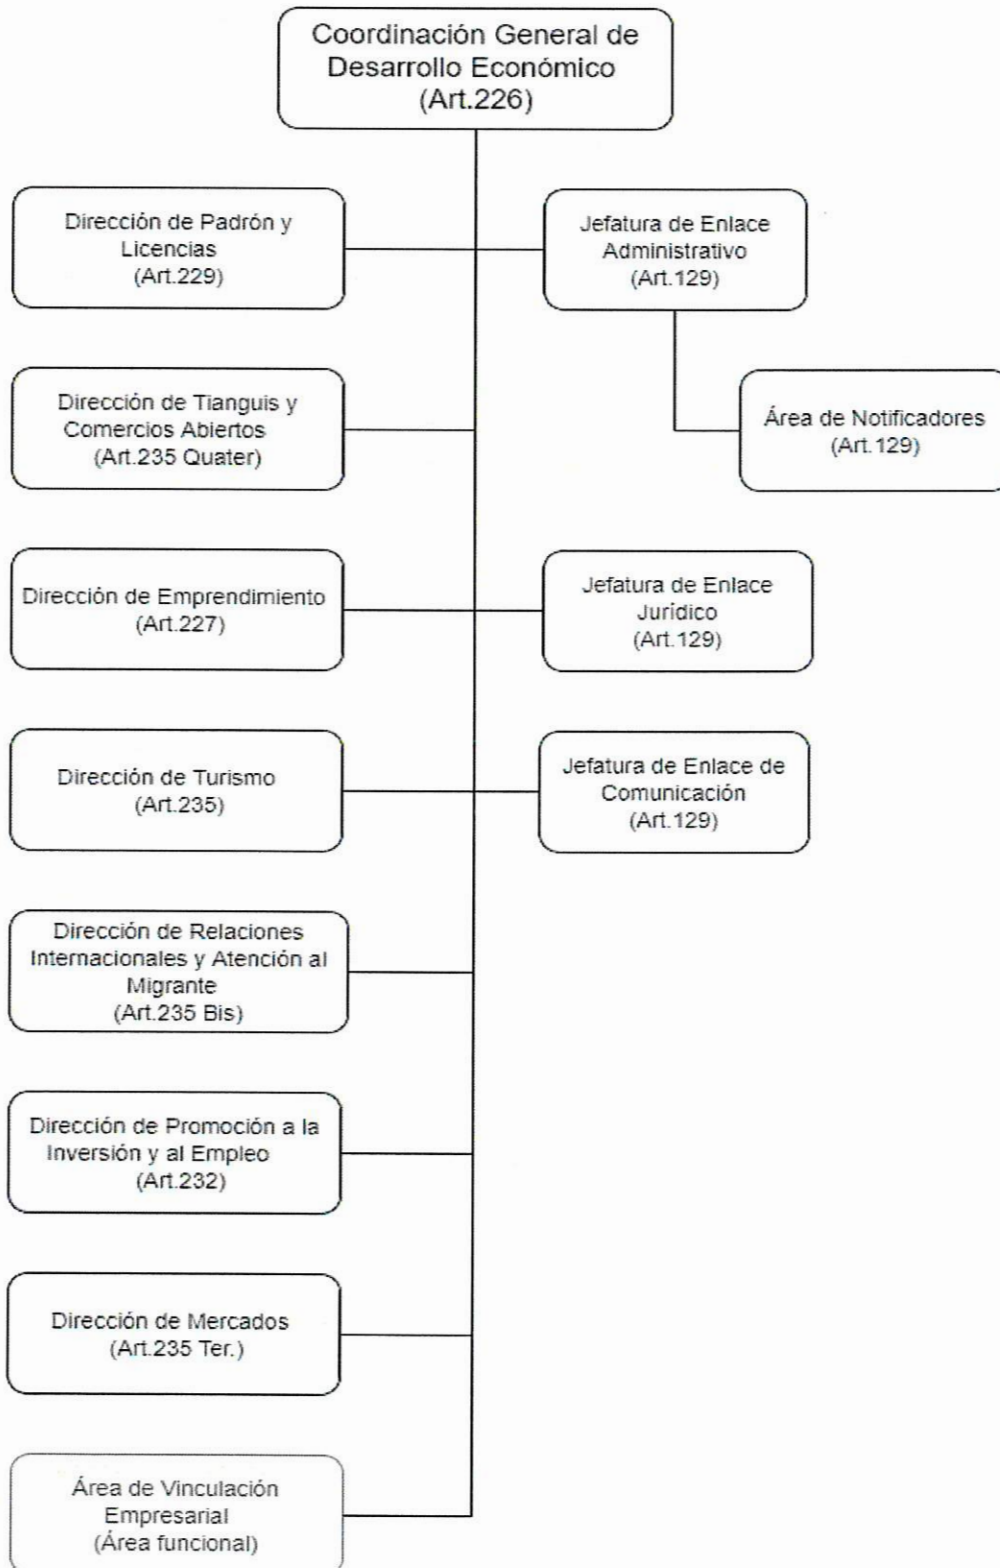 Coordinación General de
Desarrollo Económico
(Art.226)
Dirección de Padrón y
Licencias
(Art.229)
Jefatura de Enlace
Administrativo
(Art.129)
Dirección de Tianguis y
Comercios Abiertos
(Art.235 Quater)
Área de Notificadores
(Art.129)
Dirección de Emprendimiento
(Art.227)
Jefatura de Enlace
Jurídico
(Art.129)
Dirección de Turismo
(Art.235)
Jefatura de Enlace de
Comunicación
(Art.129)
Dirección de Relaciones
Internacionales y Atención al
Migrante
(Art.235 Bis)
Dirección de Promoción a la
Inversión y al Empleo
(Art.232)
Dirección de Mercados
(Art.235 Ter.)
Área de Vinculación
Empresarial
(Área funcional)